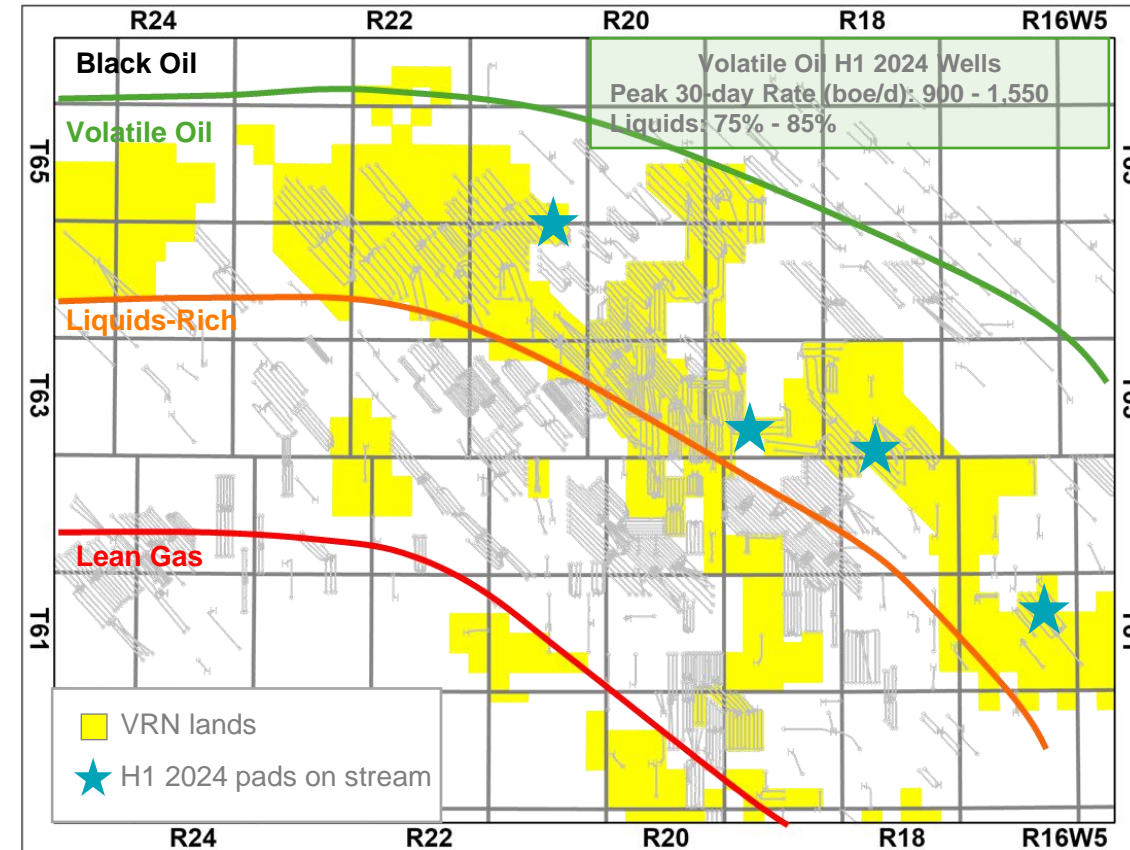 R24 R22 R20 R18 R16W5
Black Oil
Volatile Oil H1 2024 Wells
Peak 30-day Rate (boe/d): 900 - 1,550
Liquids: 75% - 85%
Volatile Oil
T65
Liquids-Rich
T63
Lean Gas
T61
VRN lands
H1 2024 pads on stream
R24 R22 R20 R18 R16W5